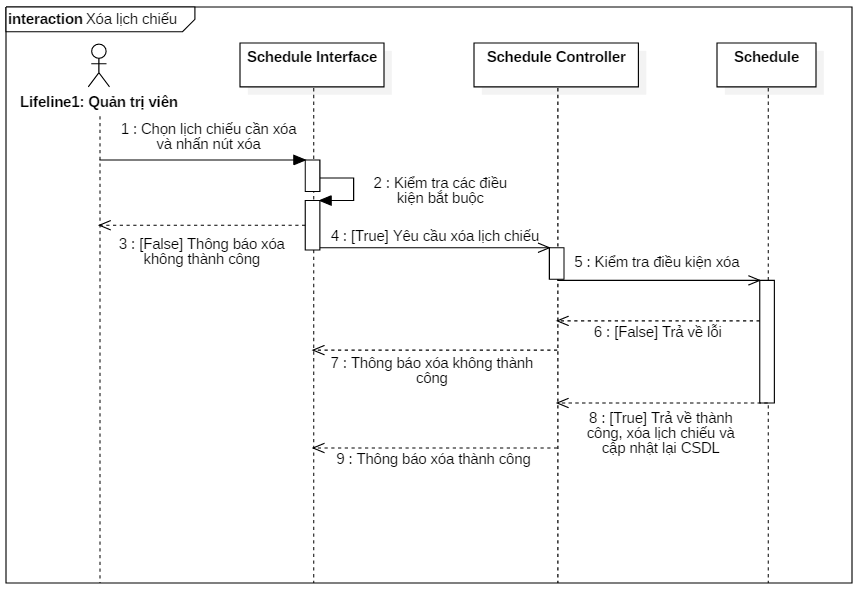 interaction Xóa lịch chiếu
Schedule Interface
Schedule Controller
Schedule
Lifeline1: Quản trị viên
1 : Chọn lịch chiếu cần xóa
và nhấn nút xóa
2 : Kiểm tra các điều
kiện bắt buộc
3 : [False] Thông báo xóa
không thành công
4 : [True] Yêu cầu xóa lịch chiếu
5 : Kiểm tra điều kiện xóa
6 : [False] Trả về lỗi
7 : Thông báo xóa không thành
công
8 : [True] Trả về thành
công, xóa lịch chiếu và
cập nhật lại CSDL
9 : Thông báo xóa thành công